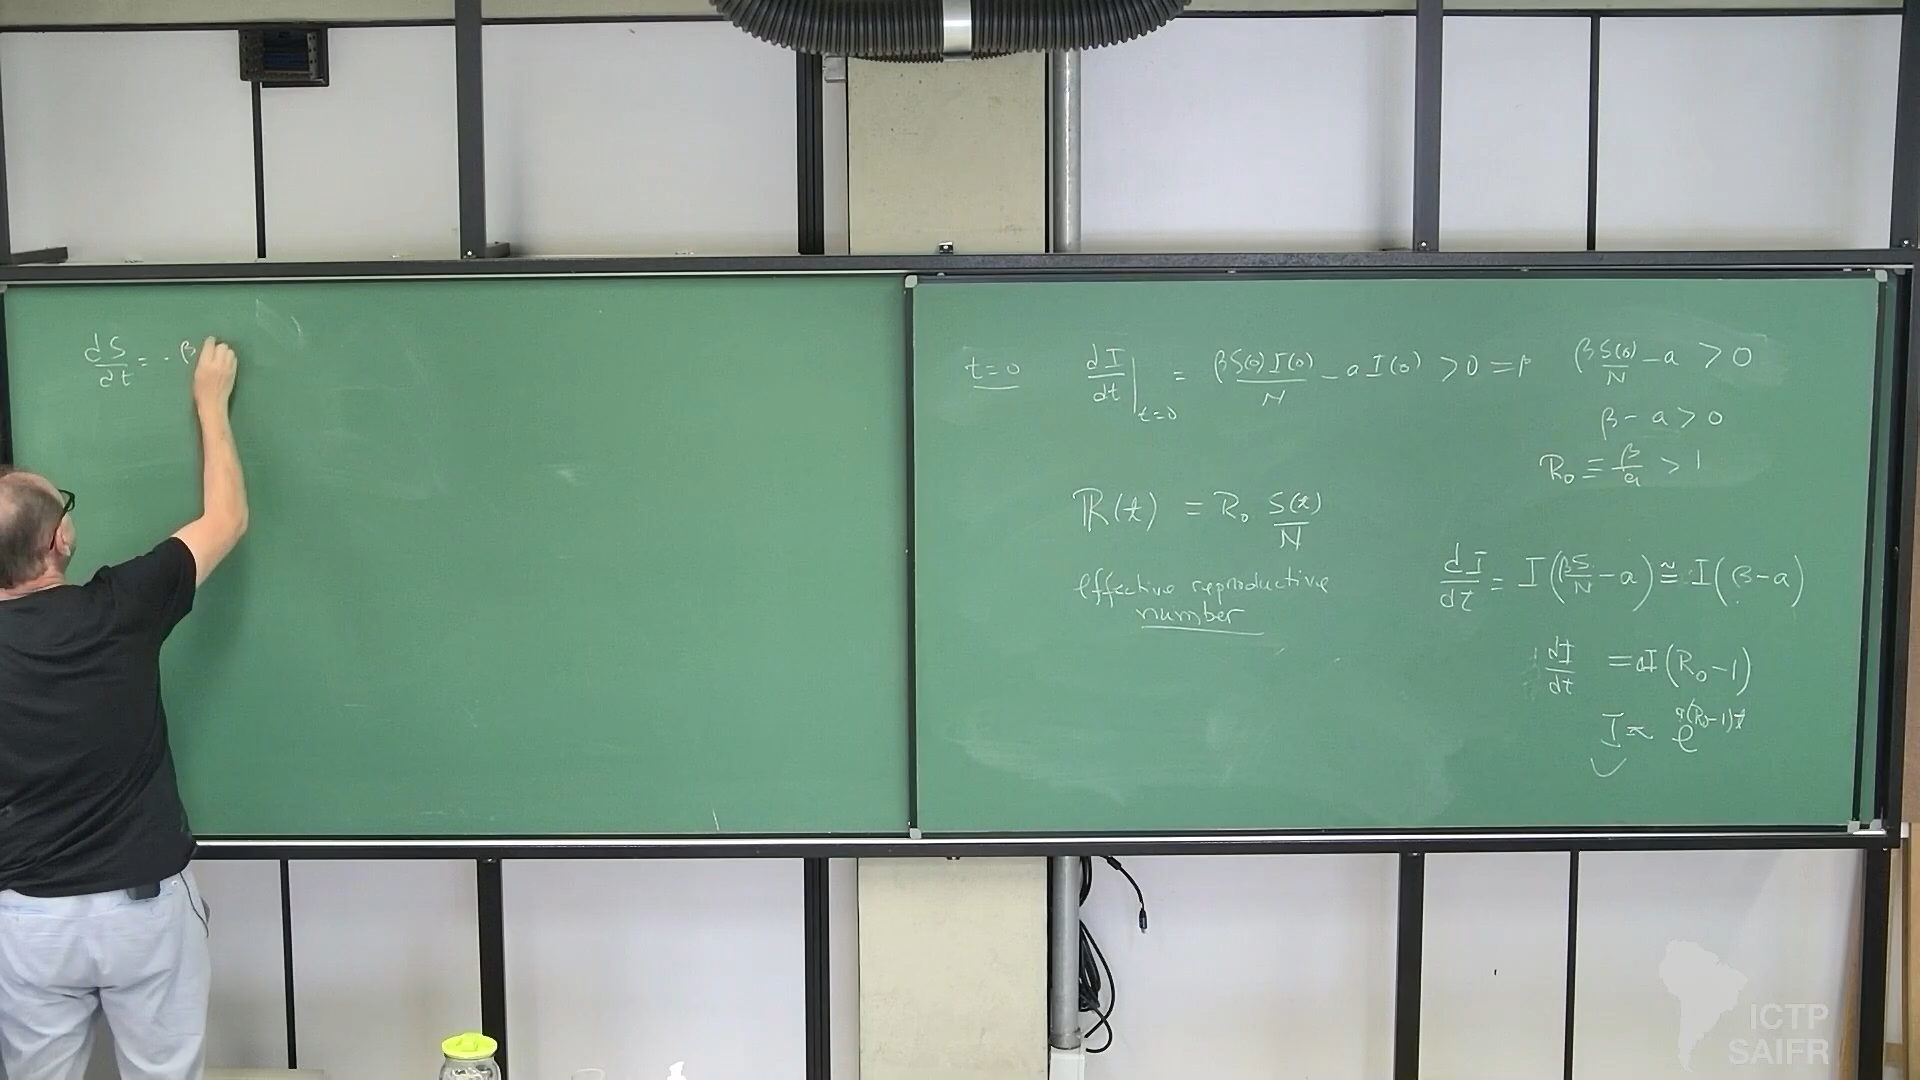 dS/dt = - β
t=0 dI/dt |t=0 = βS(0)I(0)/N - aI(0) > 0 => βS(0)/N - a > 0
β - a > 0
R₀ ≡ β/a > 1
ℝ(t) = R₀ S(t)/N
effective reproductive
number
dI/dt = I(βS/N - a) ≅ I(β-a)
dI/dt = aI(R₀-1)
I ∝ e^{a(R₀-1)t}
ICTP
SAIFR